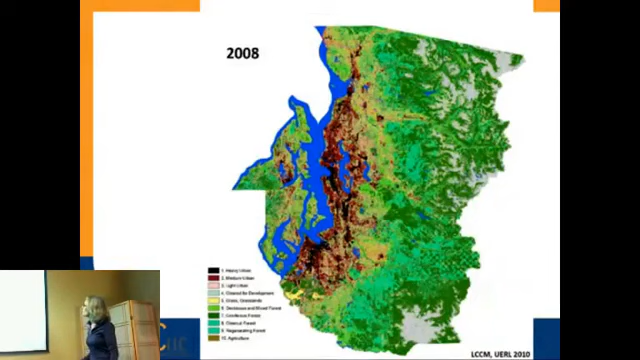 2008
1. Heavy Urban
2. Medium Urban
3. Light Urban
4. Cleared for Development
5. Grass, Grasslands
6. Deciduous and Mixed Forest
7. Coniferous Forest
8. Clearcut Forest
9. Regenerating Forest
10. Agriculture
LCCM, UERL 2010